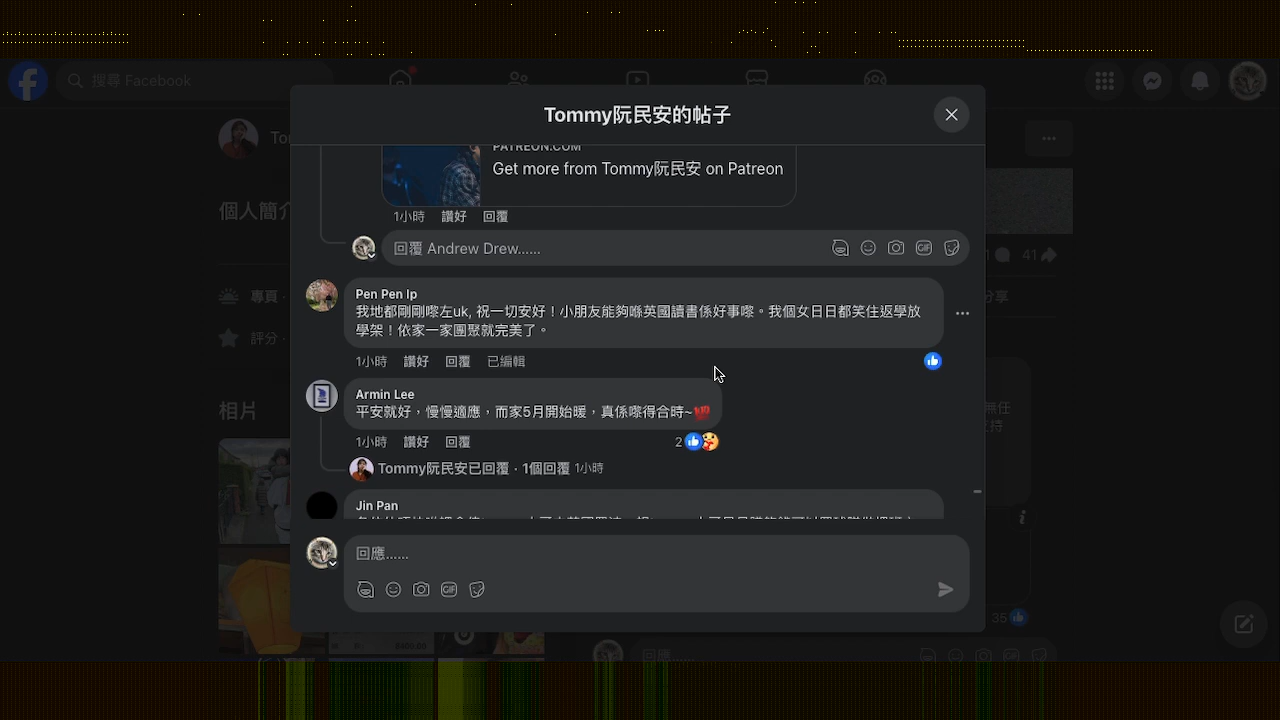 搜尋 Facebook
Tommy阮民安的帖子
PATREON.COM
Get more from Tommy阮民安 on Patreon
1小時 讚好 回覆
回覆 Andrew Drew......
GIF
個人簡介
41
Pen Pen Ip
我地都剛剛嚟左uk, 祝一切安好！小朋友能夠喺英國讀書係好事嚟。我個女日日都笑住返學放
學架！依家一家團聚就完美了。
專頁 ·
分享
評分 ·
1小時 讚好 回覆 已編輯
相片
Armin Lee
平安就好，慢慢適應，而家5月開始暖，真係嚟得合時~💯
1小時 讚好 回覆
2
Tommy阮民安已回覆 · 1個回覆 1小時
Jin Pan
回應......
GIF
35
回應......